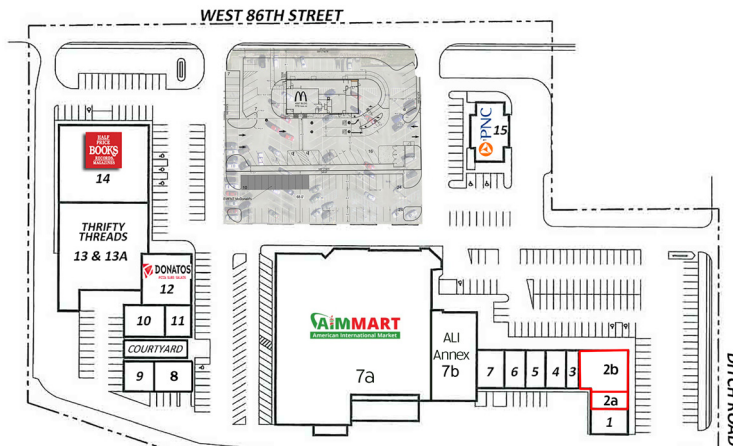 WEST 86TH STREET
HALF
PRICE
BOOKS
RECORDS
MAGAZINES
14
PNC
15
THRIFTY
THREADS
13 & 13A
DONATOS
12
10
11
COURTYARD
9
8
AIMMART
American International Market
7a
ALI
Annex
7b
7
6
5
4
3
2b
2a
1
DITCH ROAD